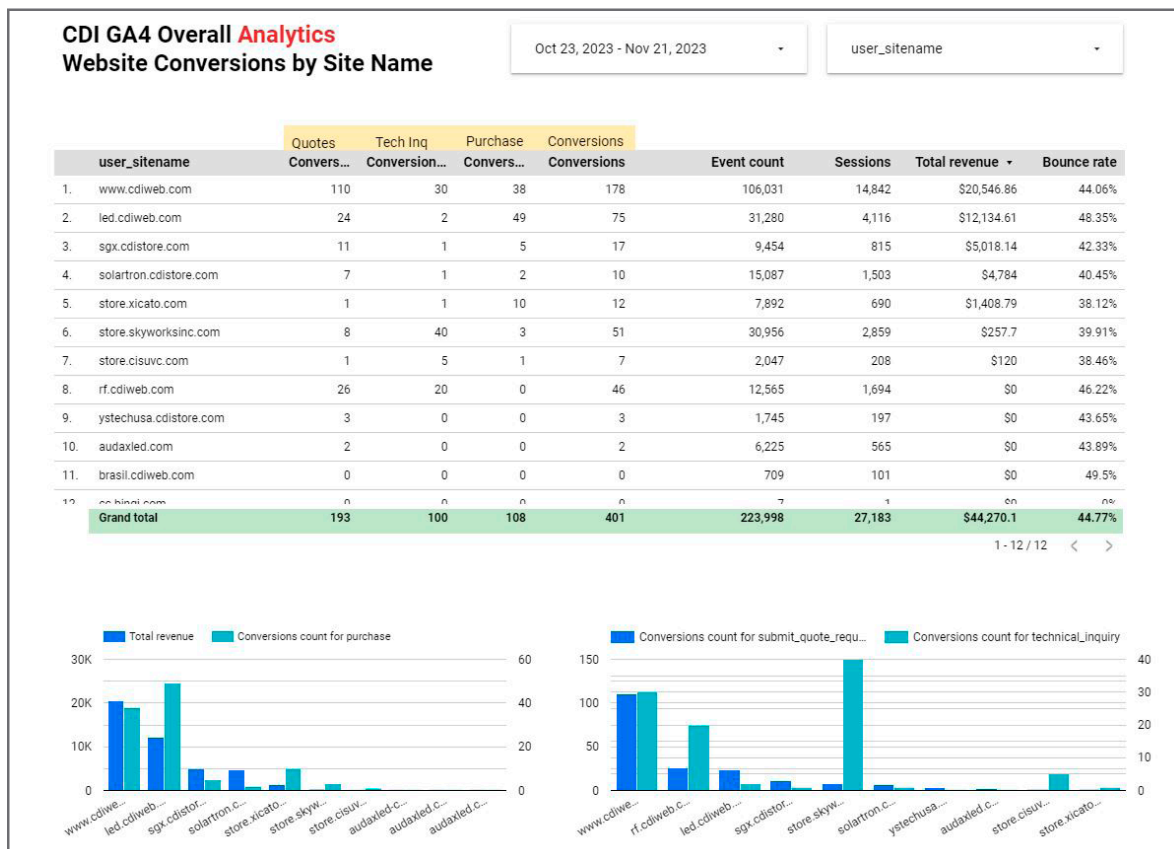 CDI GA4 Overall Analytics
Website Conversions by Site Name
Oct 23, 2023 - Nov 21, 2023
user_sitename
Quotes Tech Inq Purchase Conversions
user_sitename Convers... Conversion... Convers... Conversions Event count Sessions Total revenue Bounce rate
1. www.cdiweb.com 110 30 38 178 106,031 14,842 $20,546.86 44.06%
2. led.cdiweb.com 24 2 49 75 31,280 4,116 $12,134.61 48.35%
3. sgx.cdistore.com 11 1 5 17 9,454 815 $5,018.14 42.33%
4. solartron.cdistore.com 7 1 2 10 15,087 1,503 $4,784 40.45%
5. store.xicato.com 1 1 10 12 7,892 690 $1,408.79 38.12%
6. store.skyworksinc.com 8 40 3 51 30,956 2,859 $257.7 39.91%
7. store.cisuvc.com 1 5 1 7 2,047 208 $120 38.46%
8. rf.cdiweb.com 26 20 0 46 12,565 1,694 $0 46.22%
9. ystechusa.cdistore.com 3 0 0 3 1,745 197 $0 43.65%
10. audaxled.com 2 0 0 2 6,225 565 $0 43.89%
11. brasil.cdiweb.com 0 0 0 0 709 101 $0 49.5%
12. 0 0 0 0 7 1 $0 0%
Grand total 193 100 108 401 223,998 27,183 $44,270.1 44.77%
1 - 12 / 12
Total revenue Conversions count for purchase
30K 60
20K 40
10K 20
0 0
www.cdiwe... led.cdiweb.... sgx.cdistor... solartron.c... store.xicato... store.skyw... store.cisuv... audaxled.c... audaxled.c... audaxled.c...
Conversions count for submit_quote_requ... Conversions count for technical_inquiry
150 40
100 30
50 20
0 10
0
www.cdiwe... rf.cdiweb.c... led.cdiweb.... sgx.cdistor... store.skyw... solartron.c... ystechusa.... audaxled.c... store.cisuv... store.xicato...